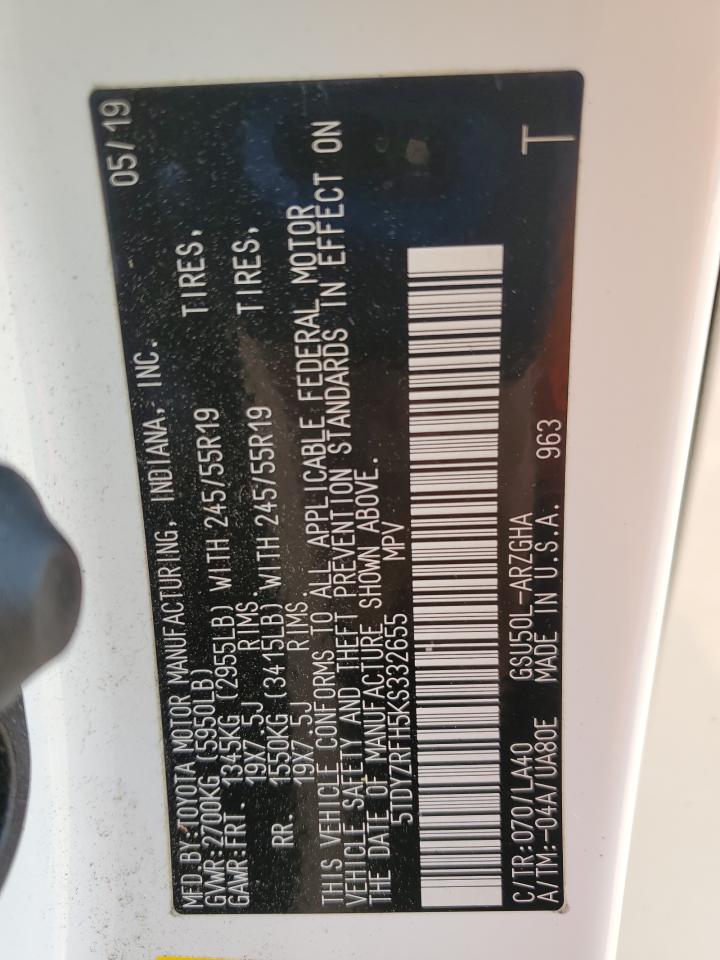 MFD.BY:TOYOTA MOTOR MANUFACTURING, INDIANA, INC. 05/19
GVWR:2700KG (5950LB)
GAWR:FRT. 1345KG (2955LB) WITH 245/55R19 TIRES,
19X7.5J RIMS.
RR. 1550KG (3415LB) WITH 245/55R19 TIRES,
19X7.5J RIMS.
THIS VEHICLE CONFORMS TO ALL APPLICABLE FEDERAL MOTOR
VEHICLE SAFETY AND THEFT PREVENTION STANDARDS IN EFFECT ON
THE DATE OF MANUFACTURE SHOWN ABOVE.
5TDYZRFH5KS332655 MPV
C/TR:070/LA40 GSU50L-ARZGHA
A/TM:-04A/UA80E MADE IN U.S.A. 963 T